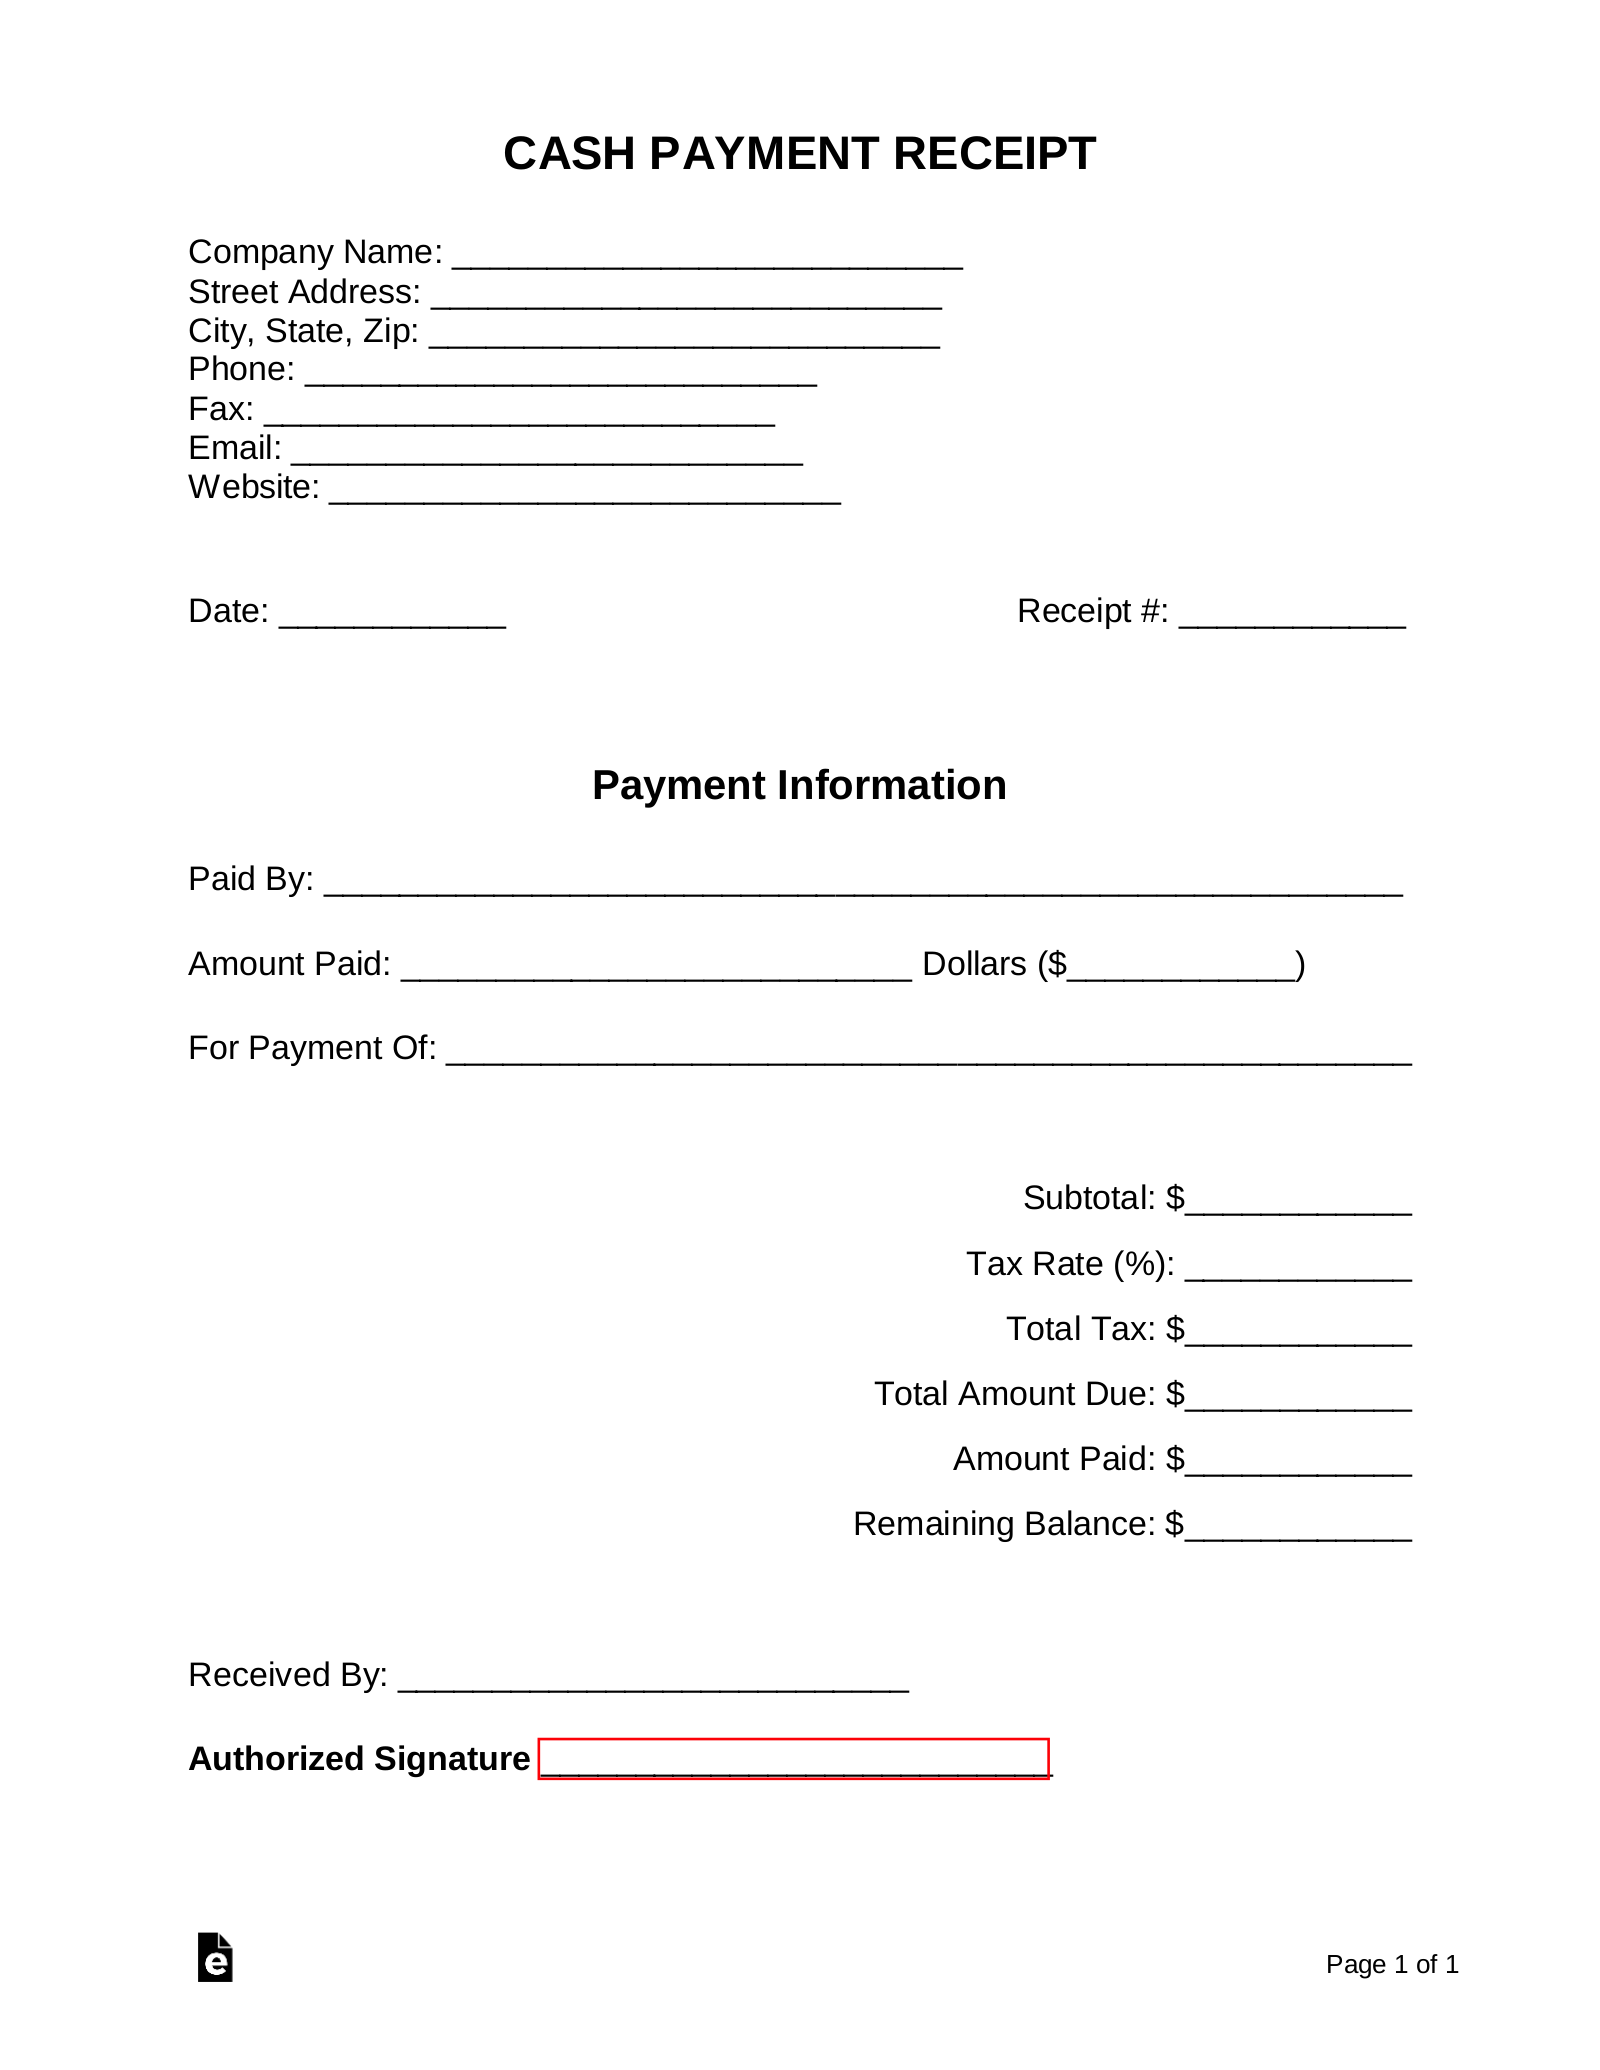 CASH PAYMENT RECEIPT
Company Name: ___________________________
Street Address: ___________________________
City, State, Zip: ___________________________
Phone: ___________________________
Fax: ___________________________
Email: ___________________________
Website: ___________________________
Date: ____________ Receipt #: ____________
Payment Information
Paid By: _________________________________________________________
Amount Paid: ___________________________ Dollars ($____________)
For Payment Of: ___________________________________________________
Subtotal: $____________
Tax Rate (%): ____________
Total Tax: $____________
Total Amount Due: $____________
Amount Paid: $____________
Remaining Balance: $____________
Received By: ___________________________
Authorized Signature ___________________________
e
Page 1 of 1